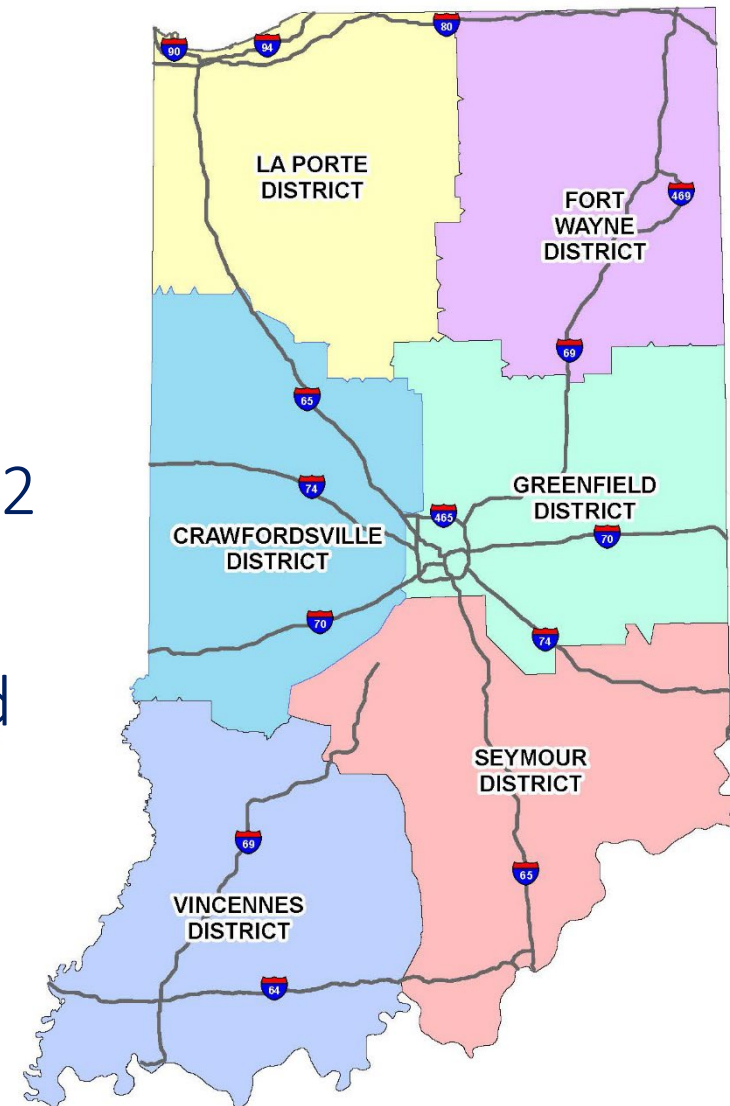 90
94
80
LA PORTE
DISTRICT
469
FORT
WAYNE
DISTRICT
69
65
2
74
GREENFIELD
DISTRICT
465
CRAWFORDSVILLE
DISTRICT
70
70
74
d
SEYMOUR
DISTRICT
69
65
VINCENNES
DISTRICT
64